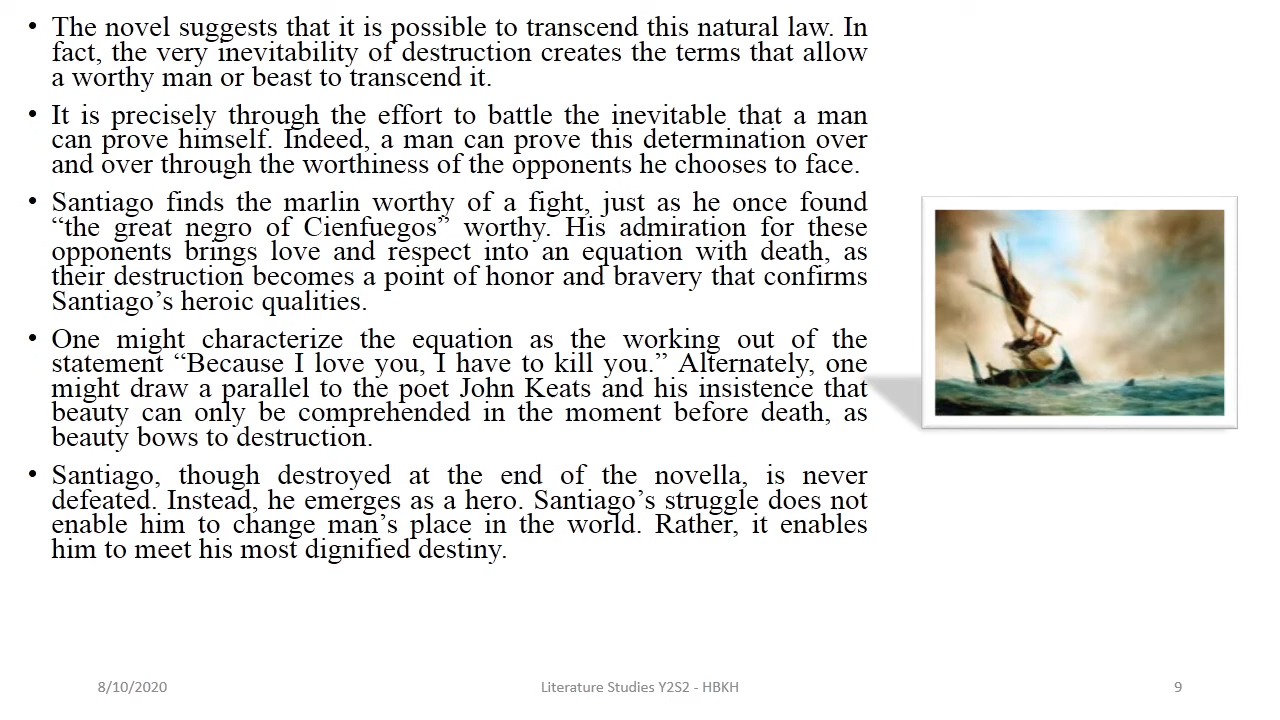 • The novel suggests that it is possible to transcend this natural law. In
fact, the very inevitability of destruction creates the terms that allow
a worthy man or beast to transcend it.
• It is precisely through the effort to battle the inevitable that a man
can prove himself. Indeed, a man can prove this determination over
and over through the worthiness of the opponents he chooses to face.
• Santiago finds the marlin worthy of a fight, just as he once found
“the great negro of Cienfuegos” worthy. His admiration for these
opponents brings love and respect into an equation with death, as
their destruction becomes a point of honor and bravery that confirms
Santiago’s heroic qualities.
• One might characterize the equation as the working out of the
statement “Because I love you, I have to kill you.” Alternately, one
might draw a parallel to the poet John Keats and his insistence that
beauty can only be comprehended in the moment before death, as
beauty bows to destruction.
• Santiago, though destroyed at the end of the novella, is never
defeated. Instead, he emerges as a hero. Santiago’s struggle does not
enable him to change man’s place in the world. Rather, it enables
him to meet his most dignified destiny.
8/10/2020
Literature Studies Y2S2 - HBKH
9